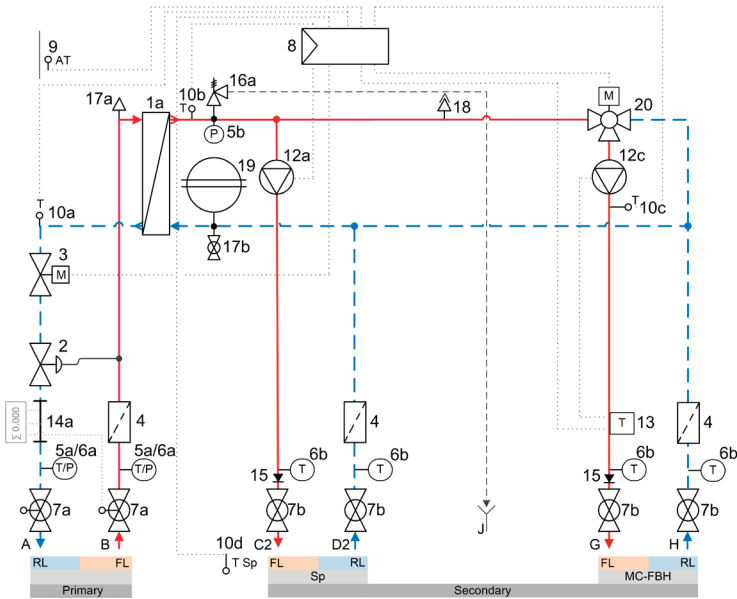 9
AT
8
17a
1a
10b
T
16a
P
5b
18
M
20
12a
19
12c
T
10c
T
10a
17b
3
M
2
Σ 0.000
14a
4
4
T
13
4
5a/6a
T/P
5a/6a
T/P
6b
T
6b
T
6b
T
6b
T
15
15
7a
7a
7b
7b
7b
7b
J
A
B
C2
D2
G
H
10d
T Sp
RL
FL
FL
RL
FL
RL
Sp
MC-FBH
Primary
Secondary